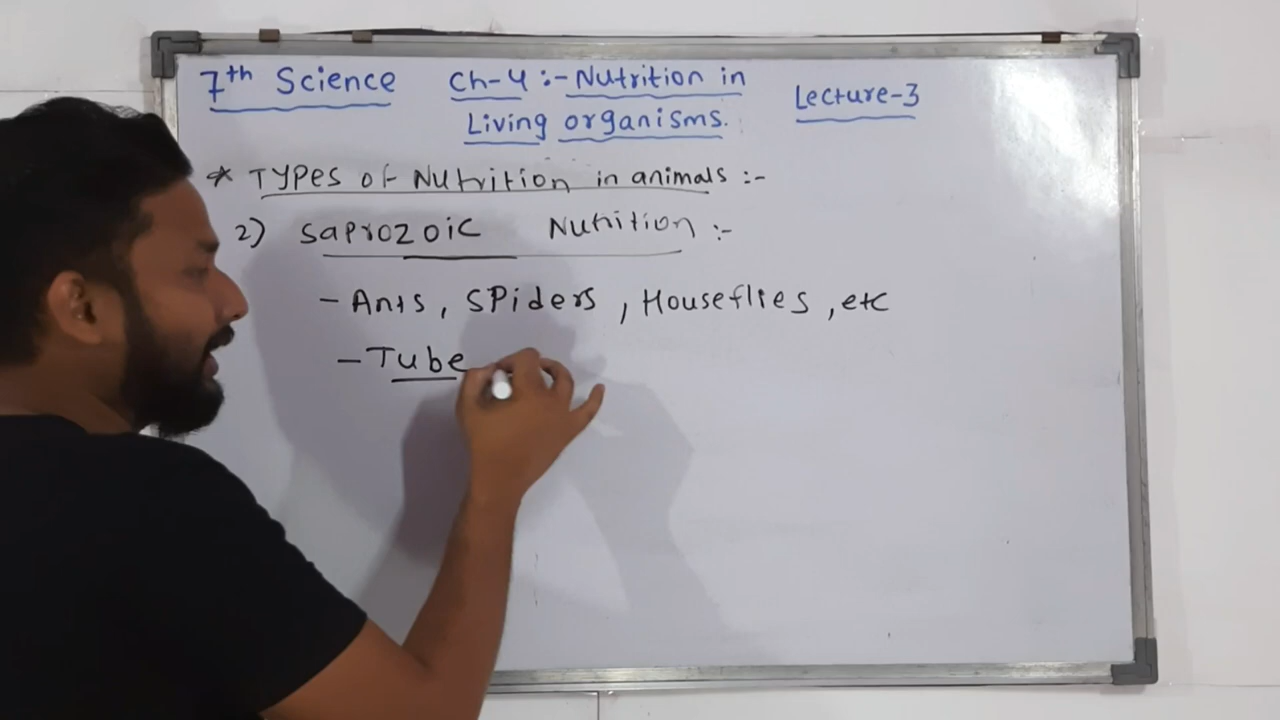 7th Science Ch-4 :- Nutrition in Lecture-3
Living organisms.
* Types of Nutrition in animals :-
2) Saprozoic Nutrition :-
- Ants, Spiders, Houseflies, etc
- Tube